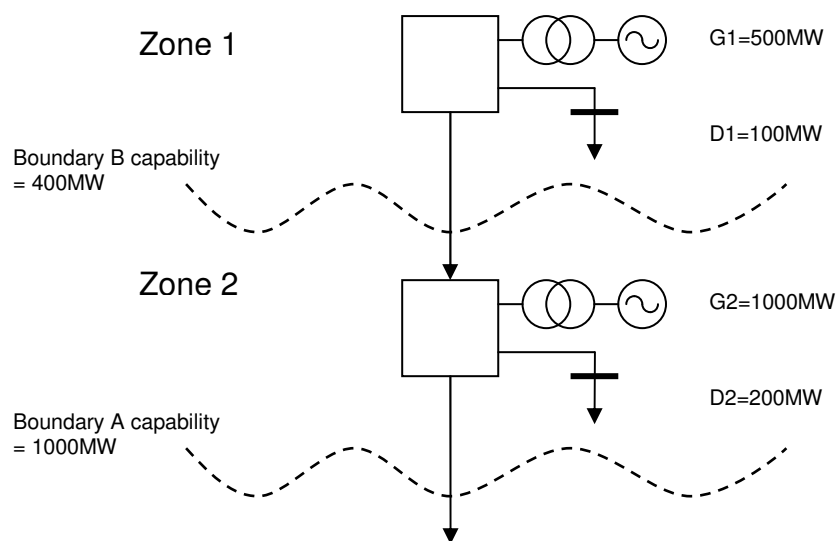 Zone 1
G1=500MW
D1=100MW
Boundary B capability
= 400MW
Zone 2
G2=1000MW
D2=200MW
Boundary A capability
= 1000MW